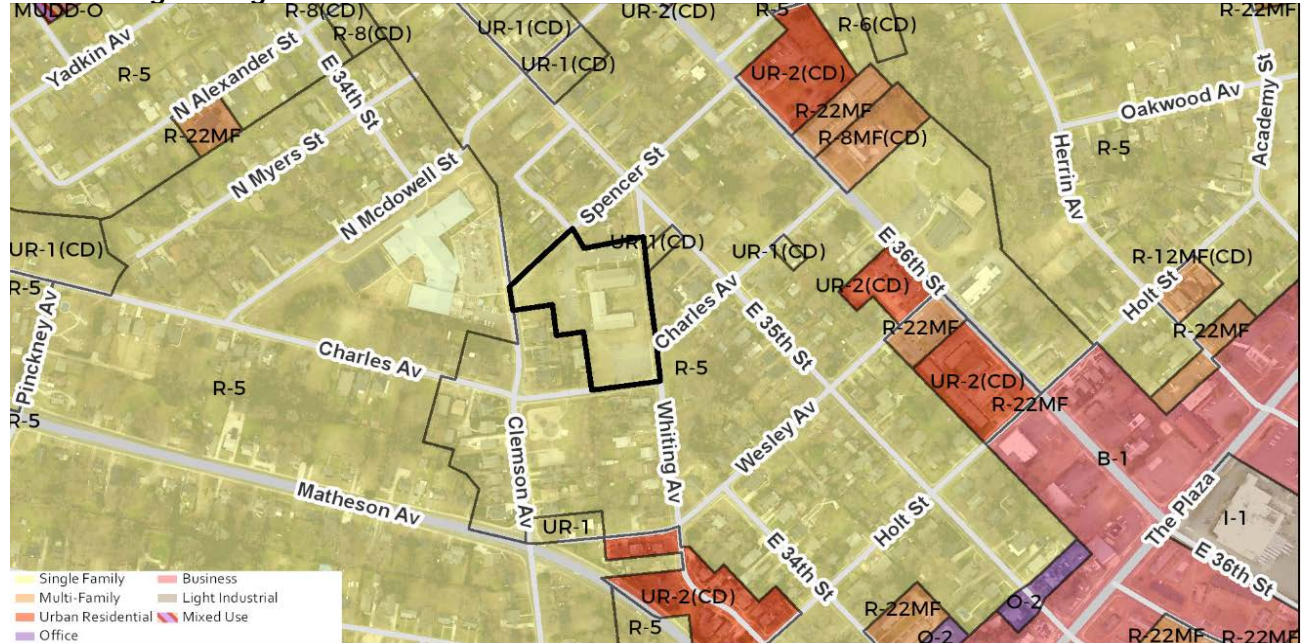 MUDD-O
R-8(CD)
UR-2(CD)
R-5
R-22MF
R-8(CD)
UR-1(CD)
R-6(CD)
Yadkin Av
N Alexander St
E 34th St
UR-1(CD)
UR-2(CD)
R-5
Academy St
R-22MF
Oakwood Av
R-22MF
R-8MF(CD)
Herrin Av
R-5
N Myers St
N Mcdowell St
Spencer St
UR-1(CD)
UR-1(CD)
UR-1(CD)
E 36th St
R-12MF(CD)
R-5
UR-2(CD)
Holt St
Pinckney Av
Charles Av
R-22MF
R-22MF
Charles Av
E 35th St
R-5
R-5
UR-2(CD)
R-22MF
R-5
Clemson Av
Whiting Av
Wesley Av
B-1
The Plaza
Matheson Av
I-1
UR-1
Holt St
E 34th St
E 36th St
UR-2(CD)
R-22MF
O-2
R-5
O-2
R-22MF
R-22MF
Single Family
Multi-Family
Urban Residential
Office
Business
Light Industrial
Mixed Use